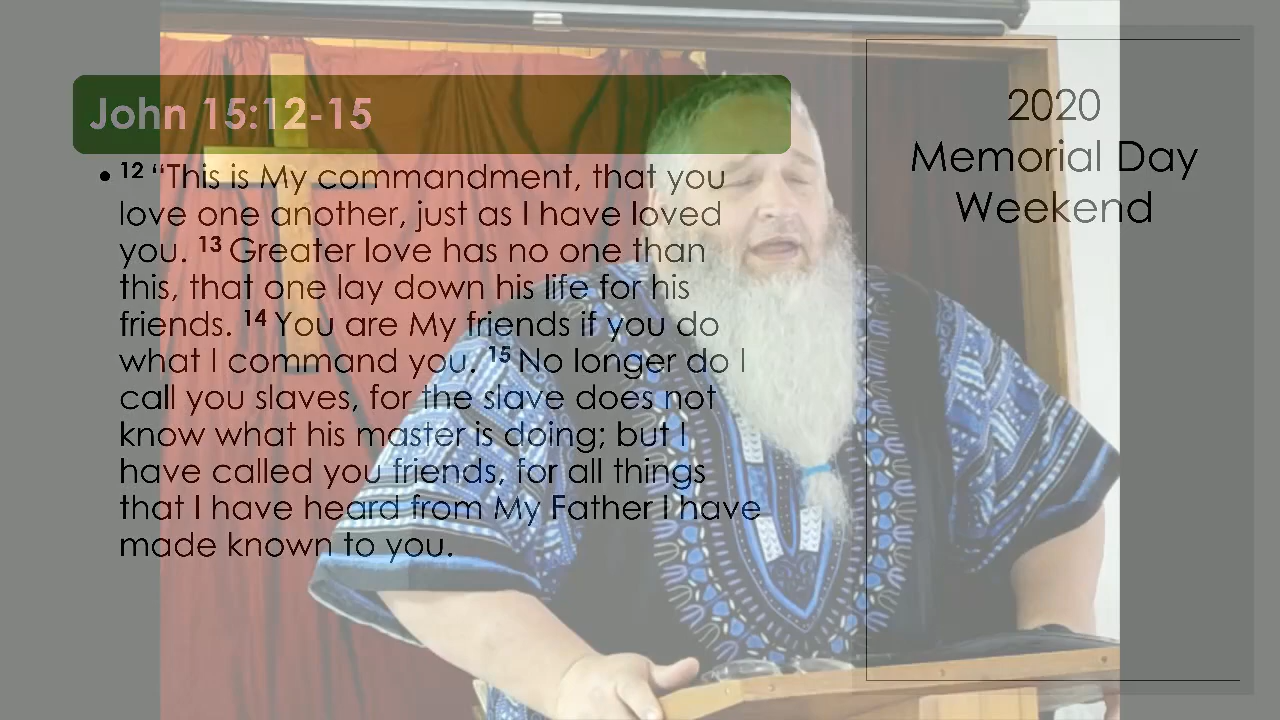 John 15:12-15
• 12 “This is My commandment, that you
love one another, just as I have loved
you. 13 Greater love has no one than
this, that one lay down his life for his
friends. 14 You are My friends if you do
what I command you. 15 No longer do I
call you slaves, for the slave does not
know what his master is doing; but I
have called you friends, for all things
that I have heard from My Father I have
made known to you.
2020
Memorial Day
Weekend